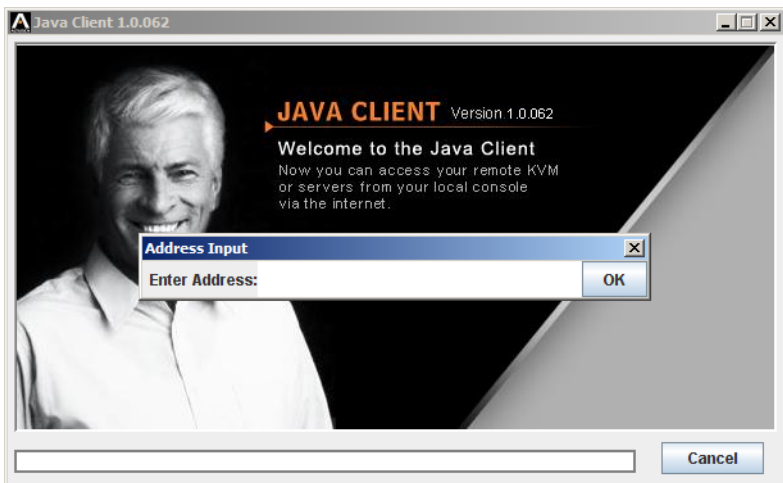 Java Client 1.0.062
JAVA CLIENT Version 1.0.062
Welcome to the Java Client
Now you can access your remote KVM
or servers from your local console
via the internet.
Address Input
Enter Address:
OK
Cancel